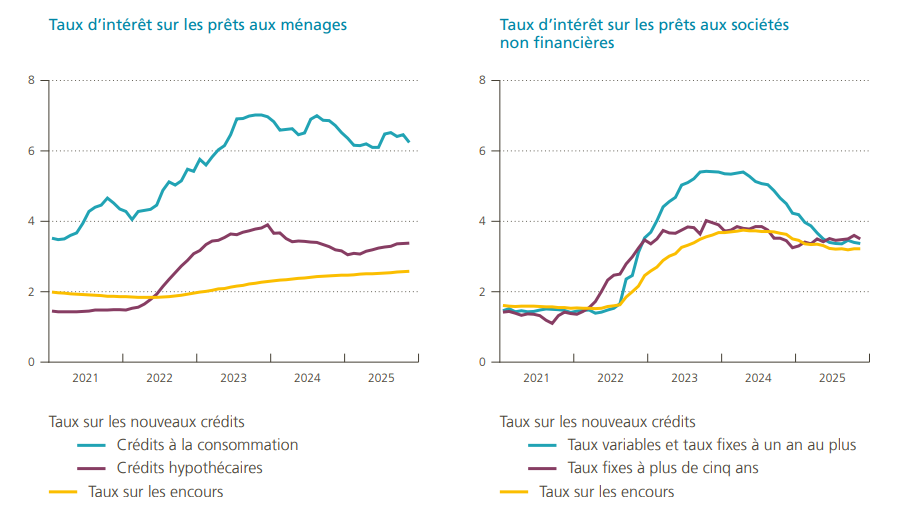 Taux d’intérêt sur les prêts aux ménages
8
6
4
2
0
2021 2022 2023 2024 2025
Taux sur les nouveaux crédits
Crédits à la consommation
Crédits hypothécaires
Taux sur les encours
Taux d’intérêt sur les prêts aux sociétés
non financières
8
6
4
2
0
2021 2022 2023 2024 2025
Taux sur les nouveaux crédits
Taux variables et taux fixes à un an au plus
Taux fixes à plus de cinq ans
Taux sur les encours